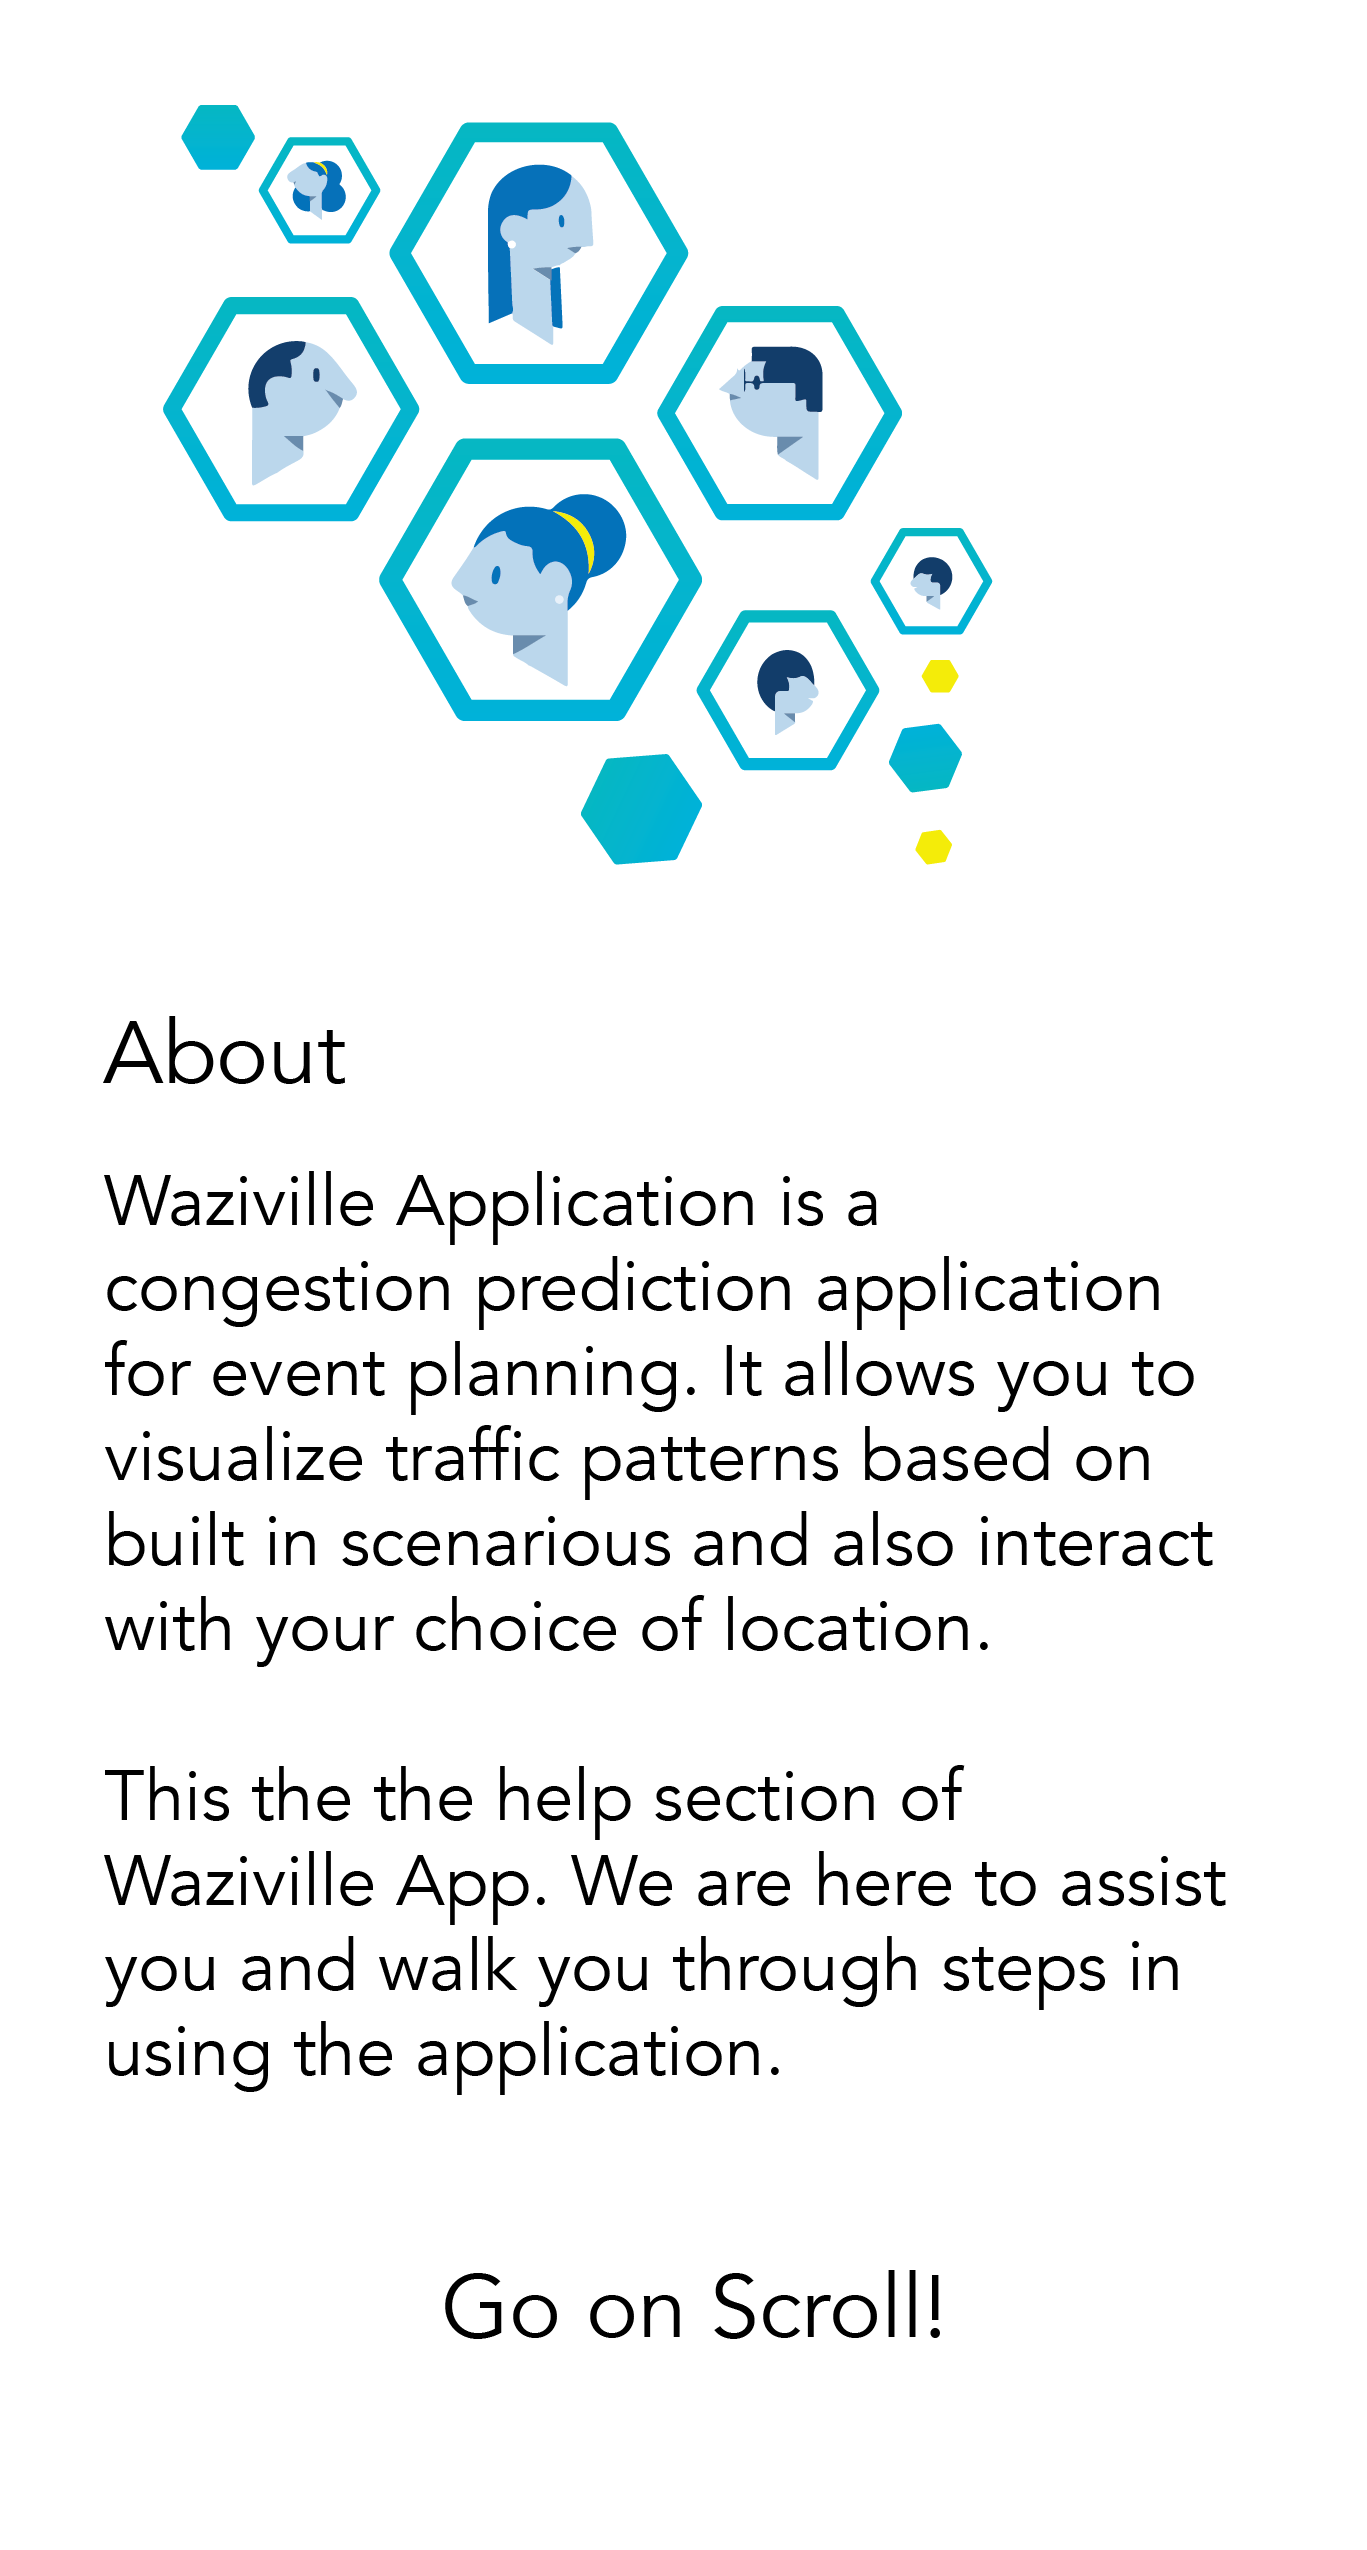 About
Waziville Application is a
congestion prediction application
for event planning. It allows you to
visualize traffic patterns based on
built in scenarious and also interact
with your choice of location.
This the the help section of
Waziville App. We are here to assist
you and walk you through steps in
using the application.
Go on Scroll!